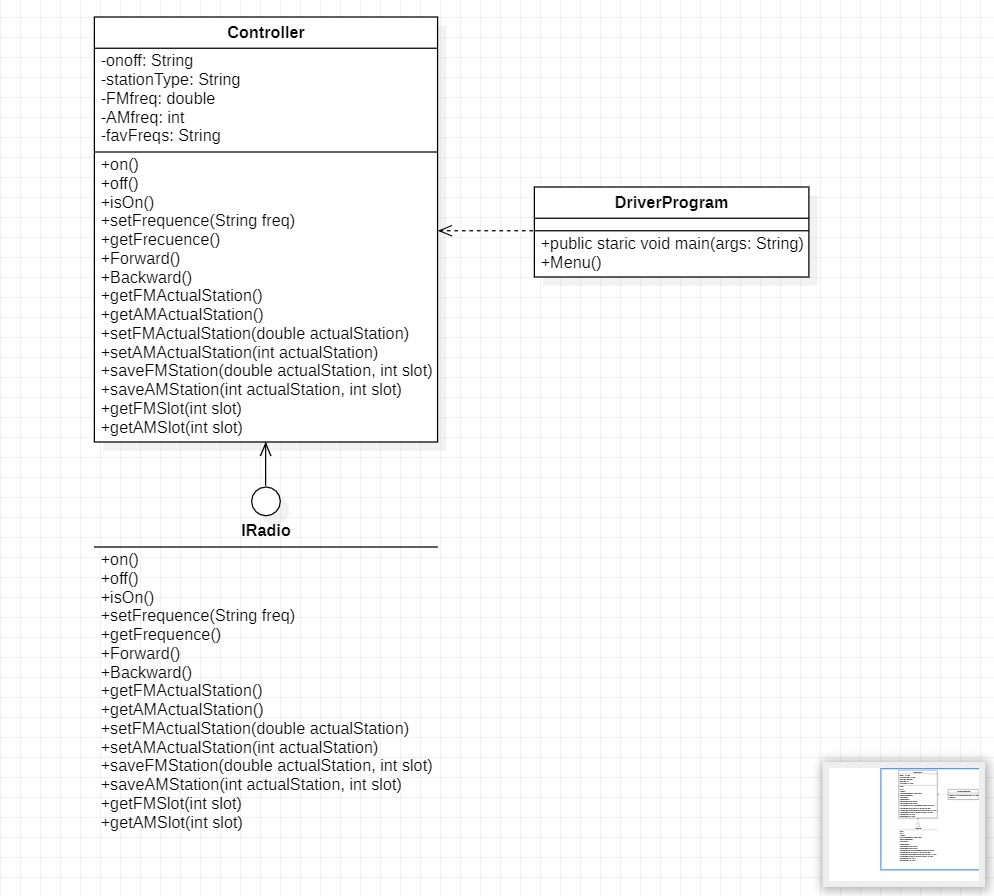 Controller
-onoff: String
-stationType: String
-FMfreq: double
-AMfreq: int
-favFreqs: String
+on()
+off()
+isOn()
+setFrequence(String freq)
+getFrecuence()
+Forward()
+Backward()
+getFMActualStation()
+getAMActualStation()
+setFMActualStation(double actualStation)
+setAMActualStation(int actualStation)
+saveFMStation(double actualStation, int slot)
+saveAMStation(int actualStation, int slot)
+getFMSlot(int slot)
+getAMSlot(int slot)
DriverProgram
+public staric void main(args: String)
+Menu()
IRadio
+on()
+off()
+isOn()
+setFrequence(String freq)
+getFrequence()
+Forward()
+Backward()
+getFMActualStation()
+getAMActualStation()
+setFMActualStation(double actualStation)
+setAMActualStation(int actualStation)
+saveFMStation(double actualStation, int slot)
+saveAMStation(int actualStation, int slot)
+getFMSlot(int slot)
+getAMSlot(int slot)